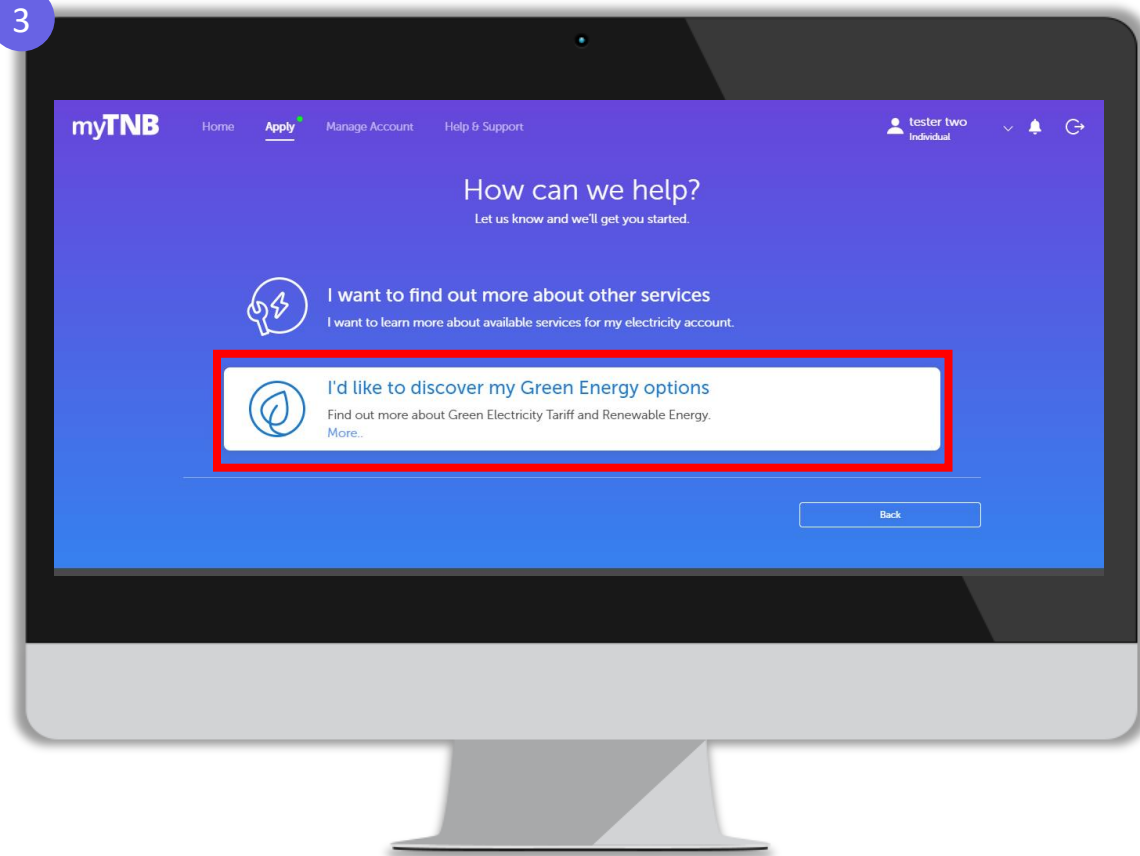 3
myTNB Home Apply Manage Account Help & Support tester two
Individual
How can we help?
Let us know and we'll get you started.
I want to find out more about other services
I want to learn more about available services for my electricity account.
I'd like to discover my Green Energy options
Find out more about Green Electricity Tariff and Renewable Energy.
More..
Back